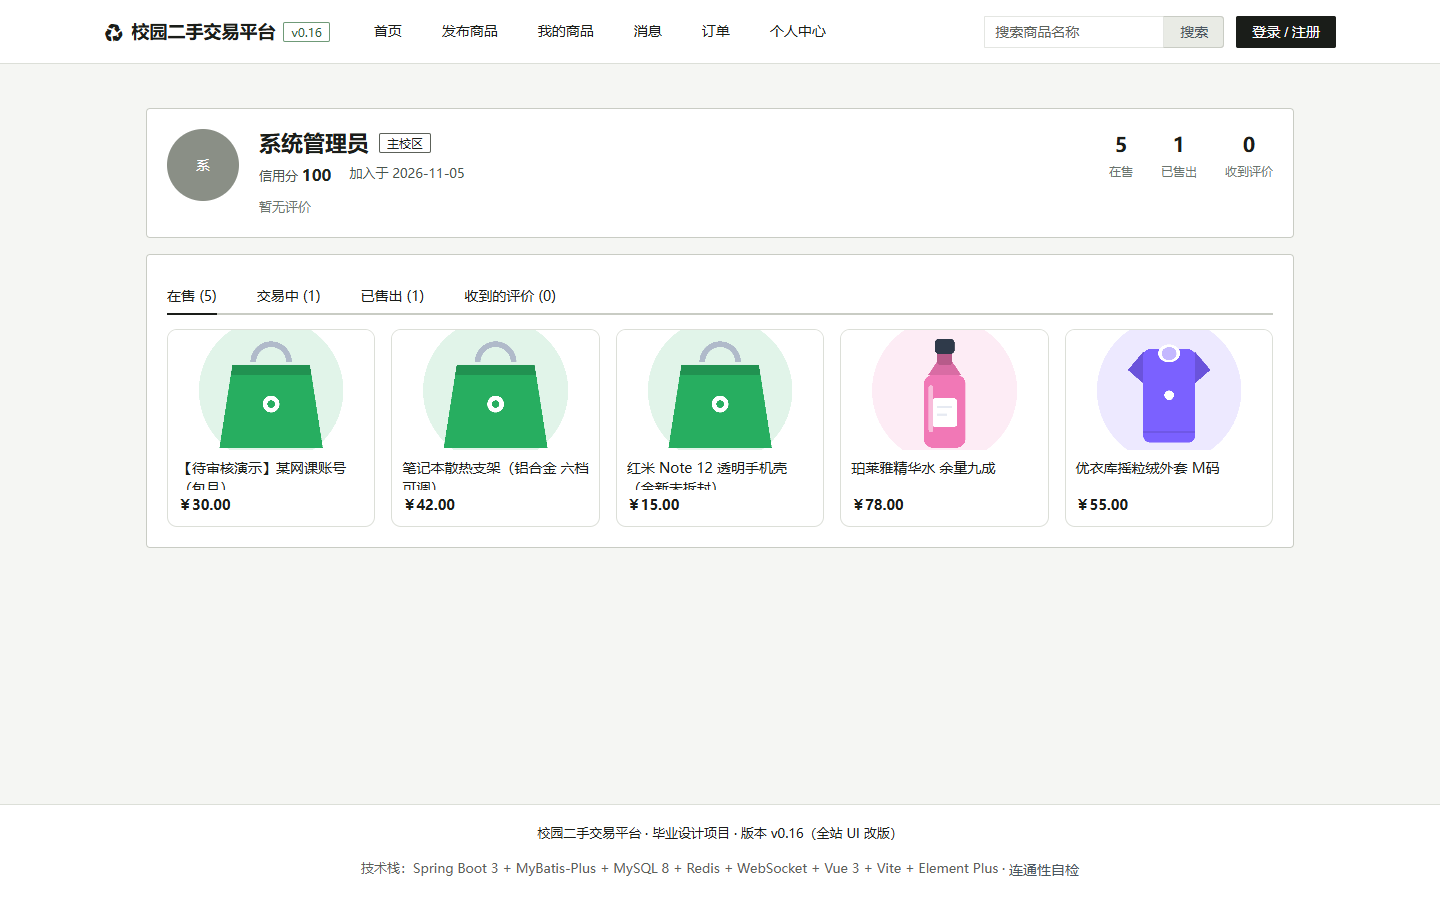 校园二手交易平台 v0.16 首页 发布商品 我的商品 消息 订单 个人中心 搜索商品名称 搜索 登录 / 注册
系
系统管理员 主校区
信用分 100 加入于 2026-11-05
暂无评价
5 1 0
在售 已售出 收到评价
在售 (5) 交易中 (1) 已售出 (1) 收到的评价 (0)
【待审核演示】某网课账号
（包月）
¥30.00
笔记本散热支架（铝合金 六档
可调）
¥42.00
红米 Note 12 透明手机壳
（全新未拆封）
¥15.00
珀莱雅精华水 余量九成
¥78.00
优衣库摇粒绒外套 M码
¥55.00
校园二手交易平台 · 毕业设计项目 · 版本 v0.16（全站 UI 改版）
技术栈：Spring Boot 3 + MyBatis-Plus + MySQL 8 + Redis + WebSocket + Vue 3 + Vite + Element Plus · 连通性自检